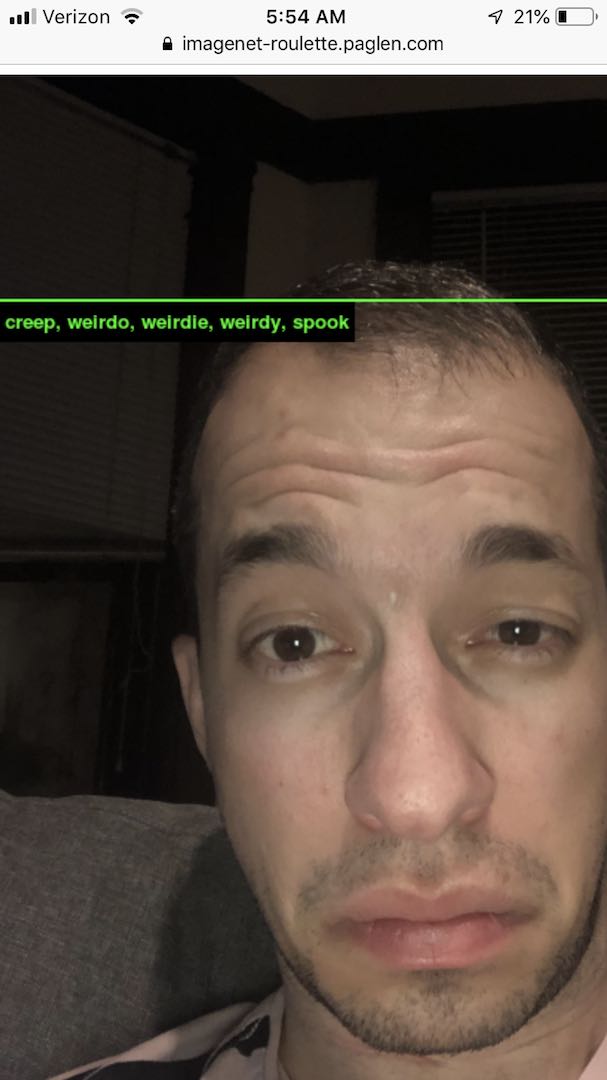 Verizon 5:54 AM 21%
imagenet-roulette.paglen.com
creep, weirdo, weirdie, weirdy, spook